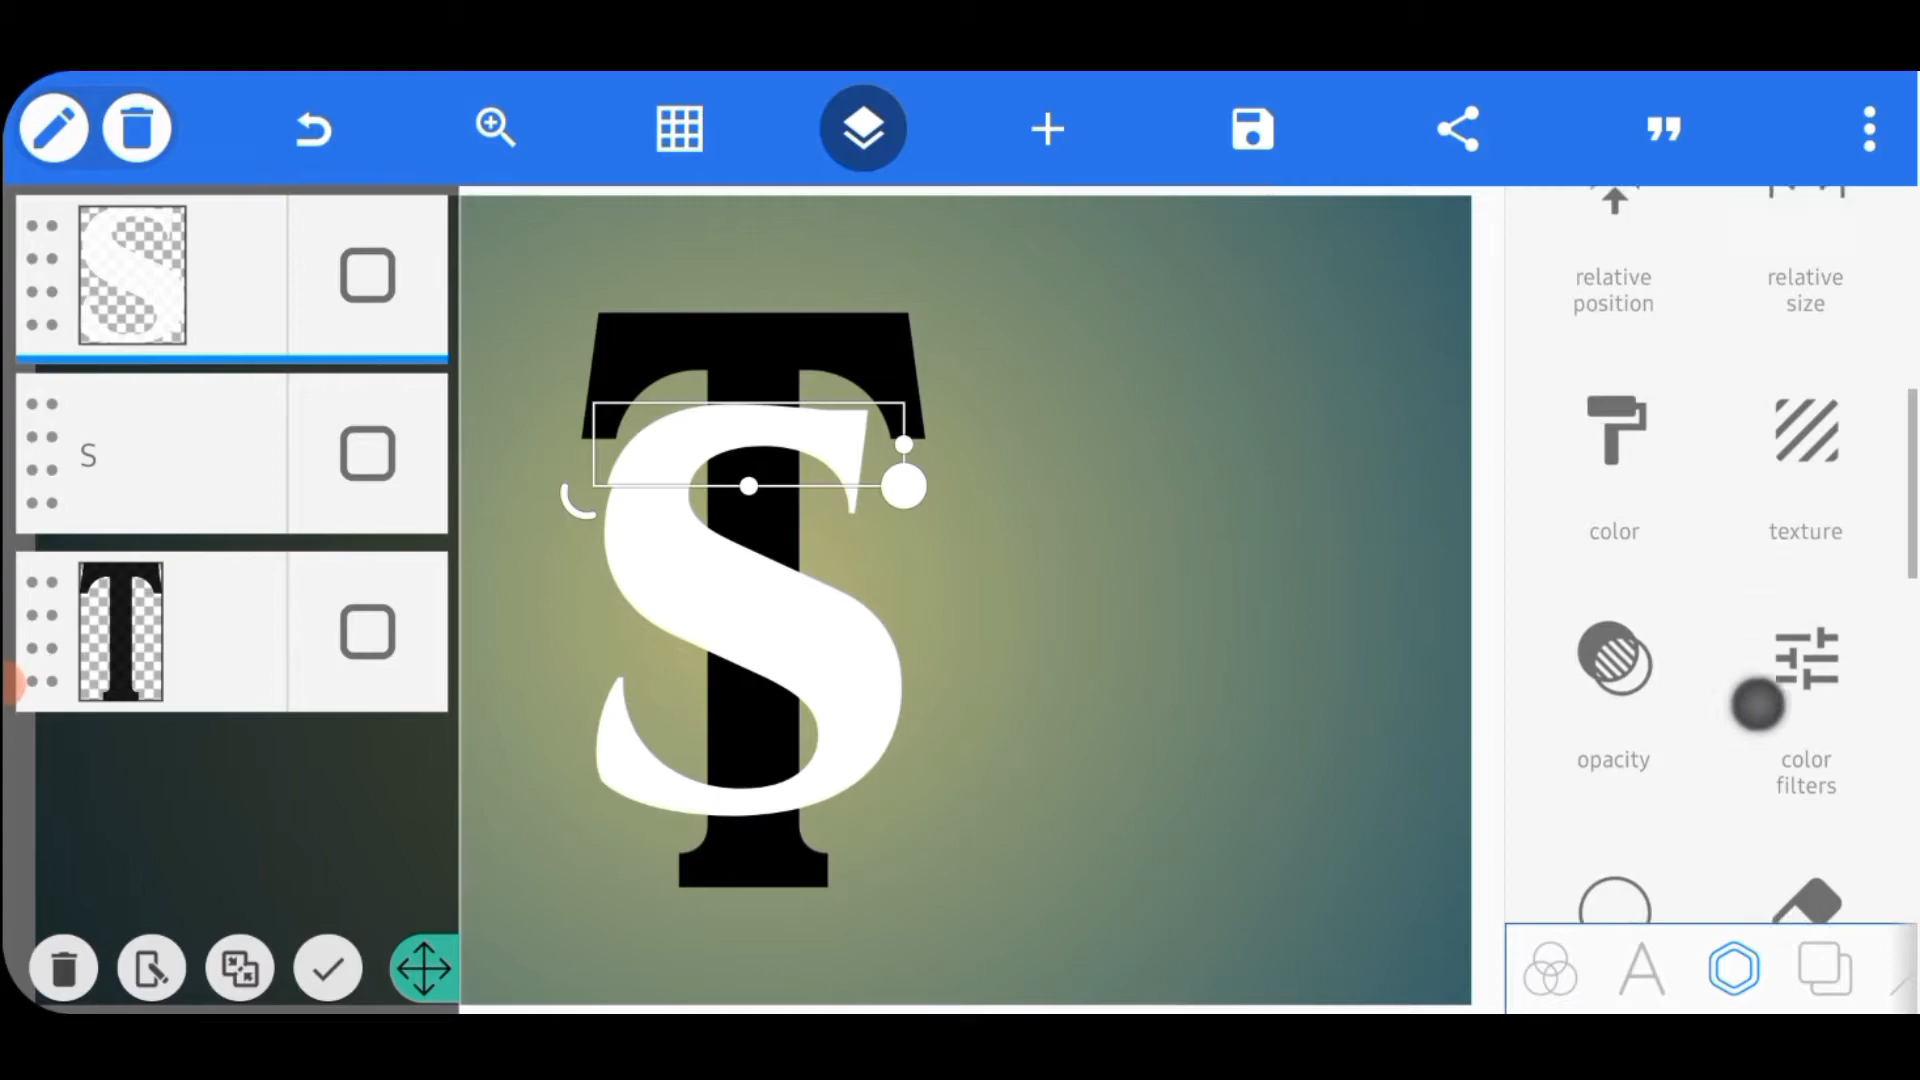 S
S
T
T
S
relative
position
relative
size
color
texture
opacity
color
filters
A